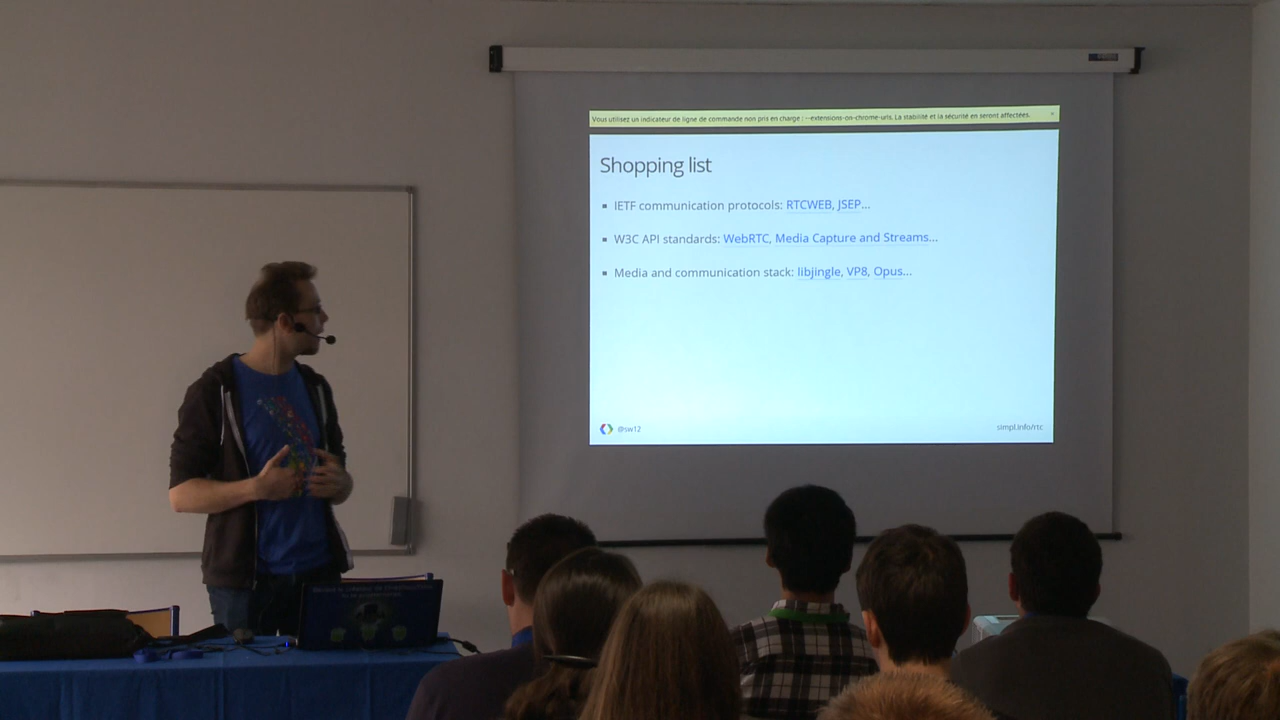 Vous utilisez un indicateur de ligne de commande non pris en charge : --extensions-on-chrome-urls. La stabilité et la sécurité en seront affectées.
Shopping list
IETF communication protocols: RTCWEB, JSEP...
W3C API standards: WebRTC, Media Capture and Streams...
Media and communication stack: libjingle, VP8, Opus...
@sw12
simpl.info/rtc